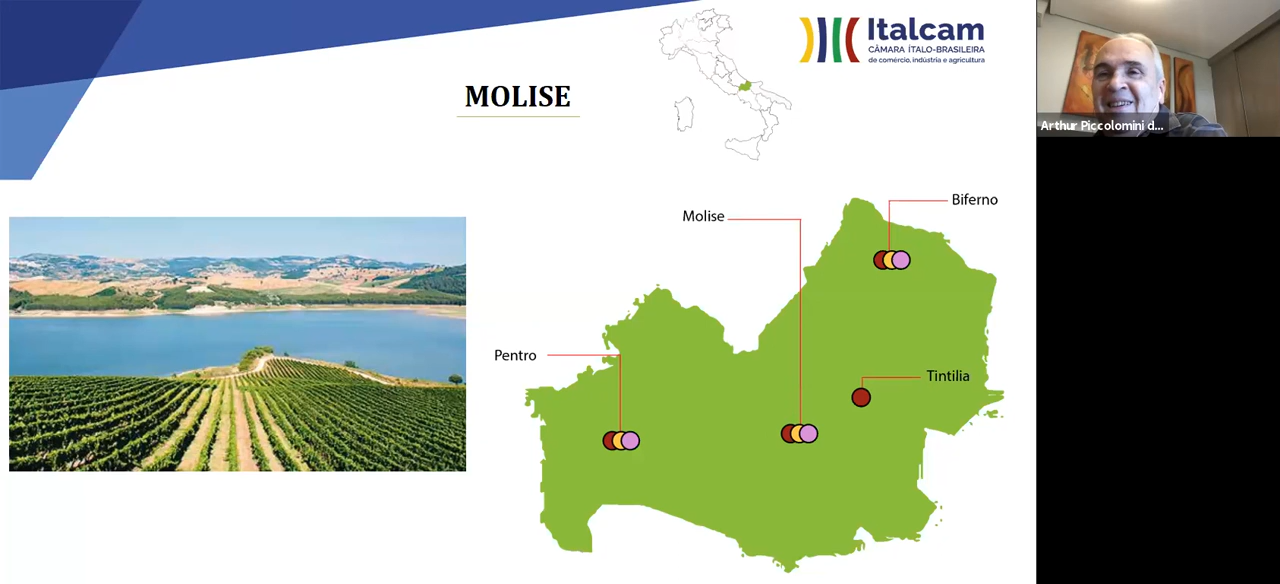 MOLISE
Italcam
CÂMARA ÍTALO-BRASILEIRA
de comércio, indústria e agricultura
Arthur Piccolomini d...
Biferno
Molise
Pentro
Tintilia